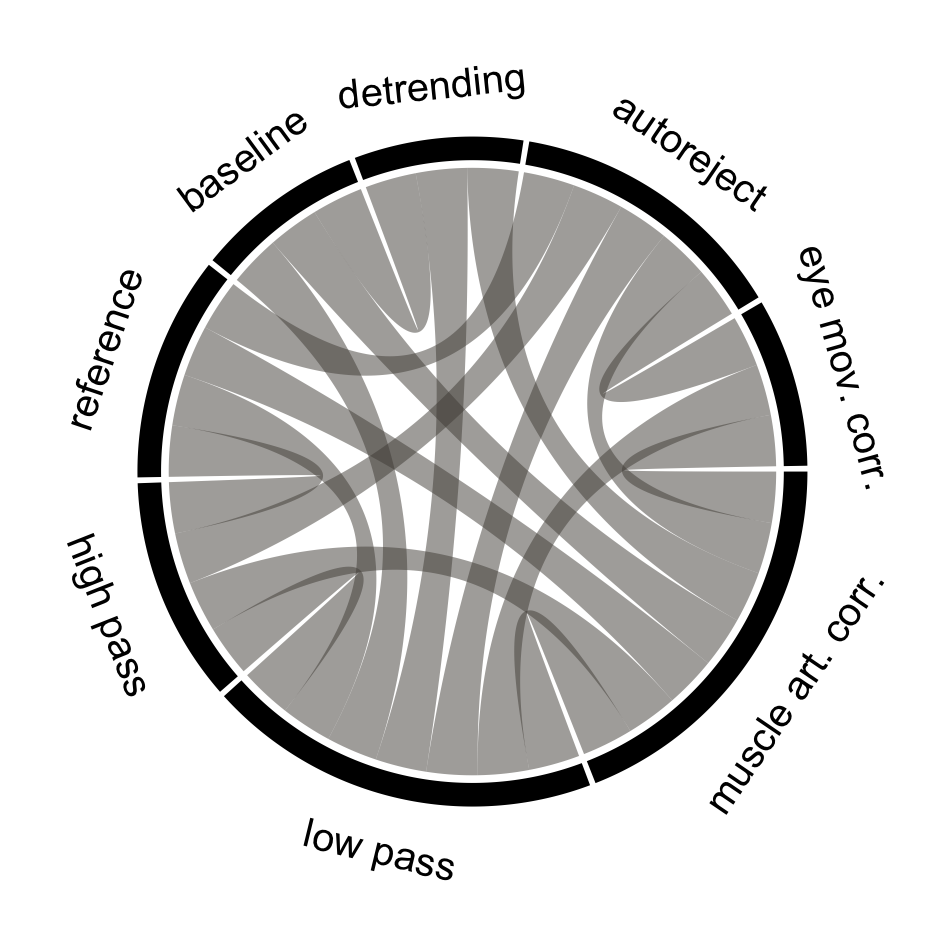 detrending
autoreject
eye mov. corr.
muscle art. corr.
low pass
high pass
reference
baseline